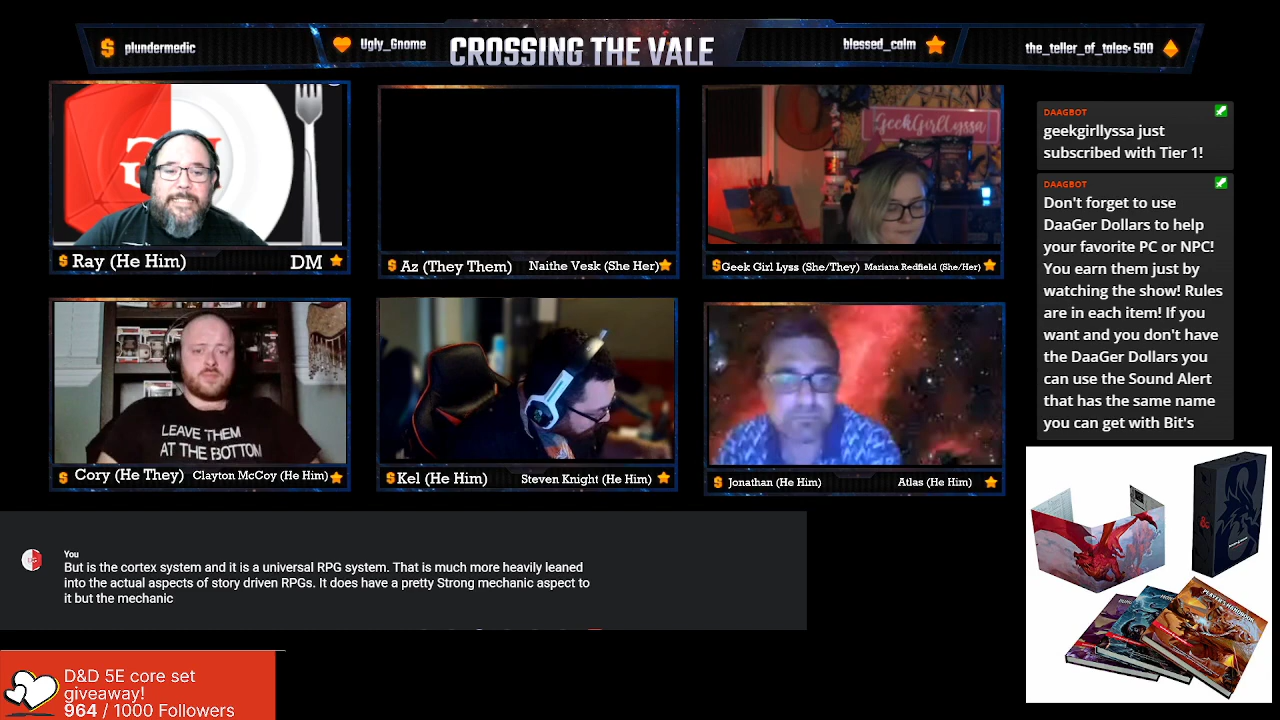 plundermedic
Ugly_Gnome
CROSSING THE VALE
blessed_calm
the_teller_of_tales: 500
GeekGirlLyssa
Ray (He Him)
DM
Az (They Them)
Naithe Vesk (She Her)
Geek Girl Lyss (She/They)
Mariana Redfield (She/Her)
LEAVE THEM
AT THE BOTTOM
Cory (He They)
Clayton McCoy (He Him)
Kel (He Him)
Steven Knight (He Him)
Jonathan (He Him)
Atlas (He Him)
DAAGBOT
geekgirllyssa just
subscribed with Tier 1!
DAAGBOT
Don't forget to use
DaaGer Dollars to help
your favorite PC or NPC!
You earn them just by
watching the show! Rules
are in each item! If you
want and you don't have
the DaaGer Dollars you
can use the Sound Alert
that has the same name
you can get with Bit's
You
But is the cortex system and it is a universal RPG system. That is much more heavily leaned
into the actual aspects of story driven RPGs. It does have a pretty Strong mechanic aspect to
it but the mechanic
PLAYER'S HANDBOOK
D&D 5E core set
giveaway!
964 / 1000 Followers